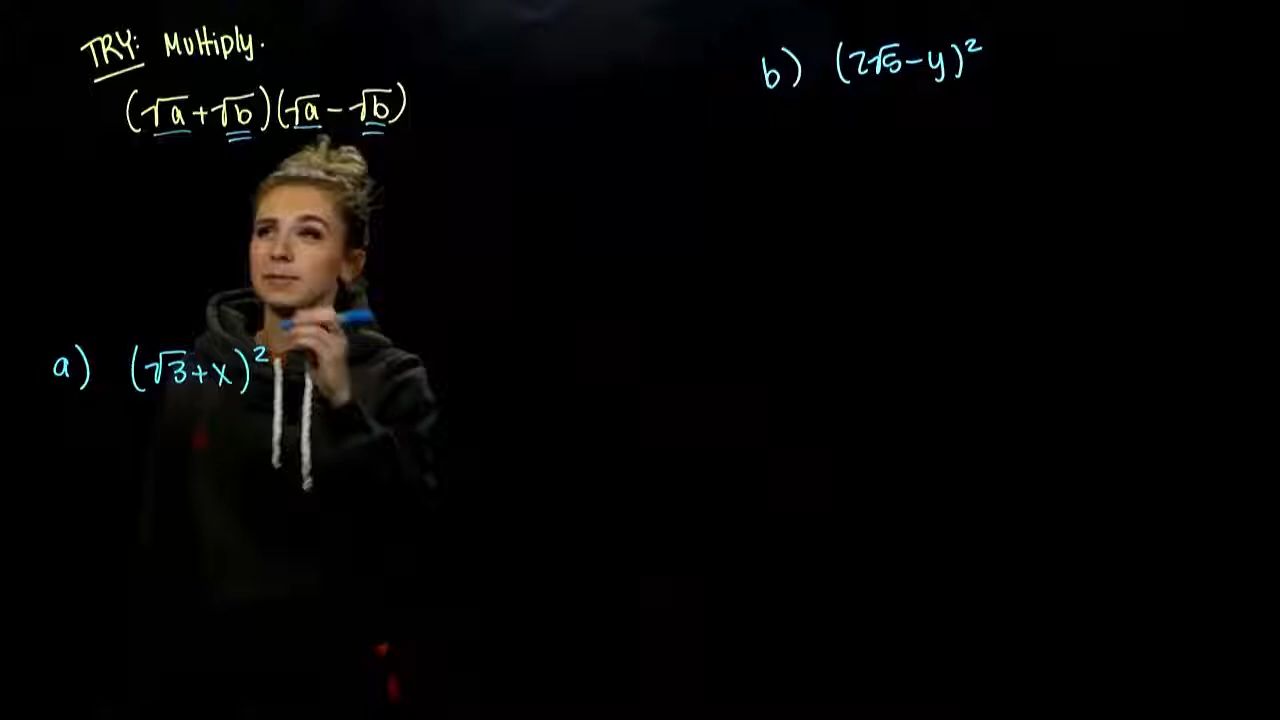 TRY: Multiply.
(√a + √b)(√a - √b)
a) (√3 + x)²
b) (2√5 - y)²